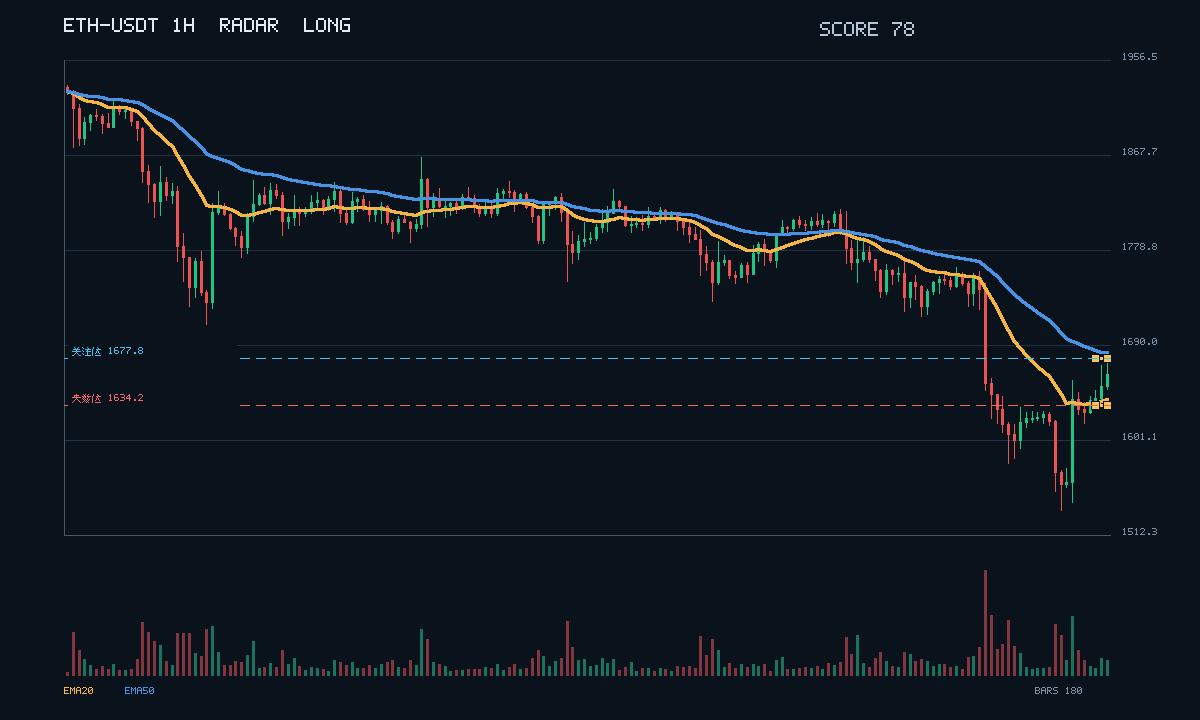 ETH-USDT 1H  RADAR  LONG
SCORE 78
1956.5
1867.7
1778.8
1690.0
关注位 1677.8
失效位 1634.2
1601.1
1512.3
EMA20
EMA50
BARS 180